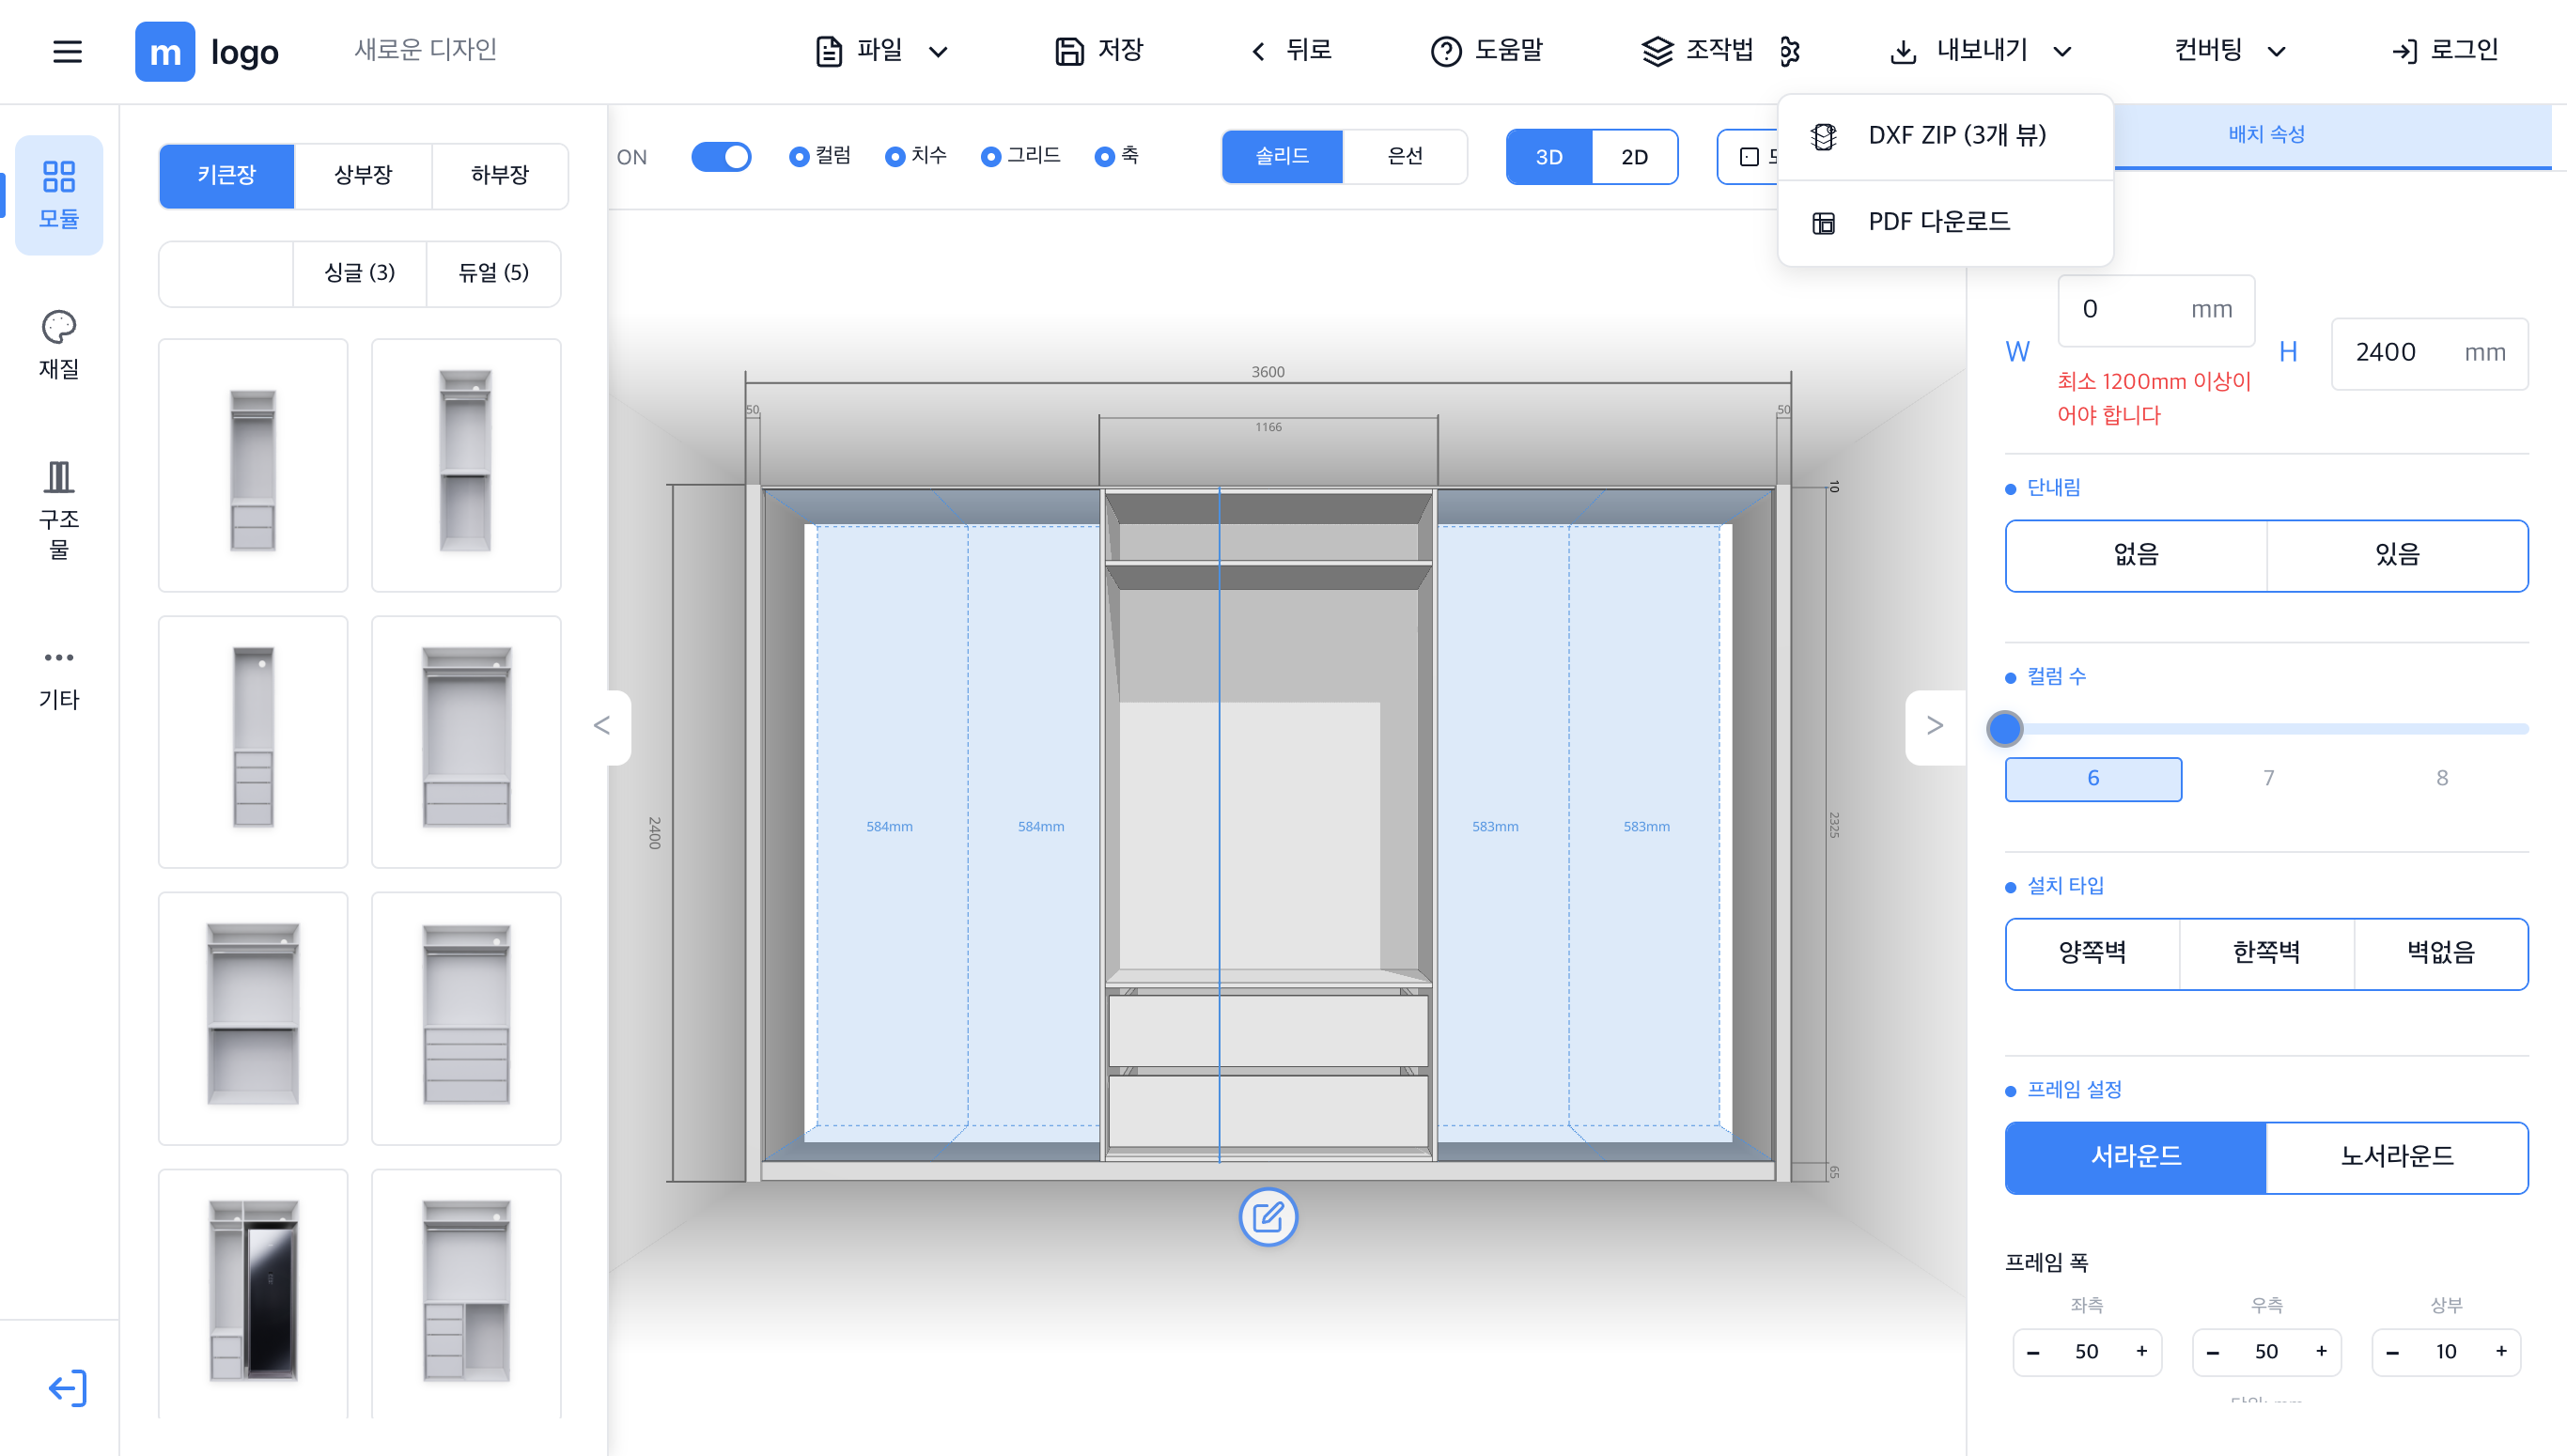 m logo
새로운 디자인
파일
저장
뒤로
도움말
조작법
내보내기
컨버팅
로그인
DXF ZIP (3개 뷰)
PDF 다운로드
모듈
재질
구조
물
기타
키큰장
상부장
하부장
싱글 (3)
듀얼 (5)
ON
컬럼
치수
그리드
축
솔리드
은선
3D
2D
배치 속성
3600
50
1166
50
10
2400
2325
65
584mm
584mm
583mm
583mm
<
>
W
0 mm
최소 1200mm 이상이
어야 합니다
H
2400 mm
단내림
없음
있음
컬럼 수
6
7
8
설치 타입
양쪽벽
한쪽벽
벽없음
프레임 설정
서라운드
노서라운드
프레임 폭
좌측
우측
상부
− 50 +
− 50 +
− 10 +